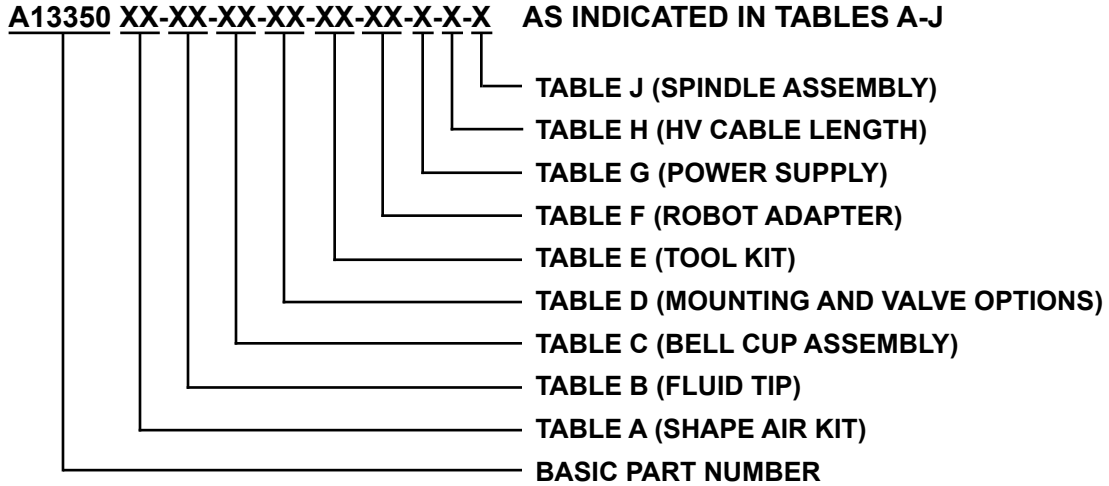 A13350 XX-XX-XX-XX-XX-XX-X-X-X AS INDICATED IN TABLES A-J
TABLE J (SPINDLE ASSEMBLY)
TABLE H (HV CABLE LENGTH)
TABLE G (POWER SUPPLY)
TABLE F (ROBOT ADAPTER)
TABLE E (TOOL KIT)
TABLE D (MOUNTING AND VALVE OPTIONS)
TABLE C (BELL CUP ASSEMBLY)
TABLE B (FLUID TIP)
TABLE A (SHAPE AIR KIT)
BASIC PART NUMBER